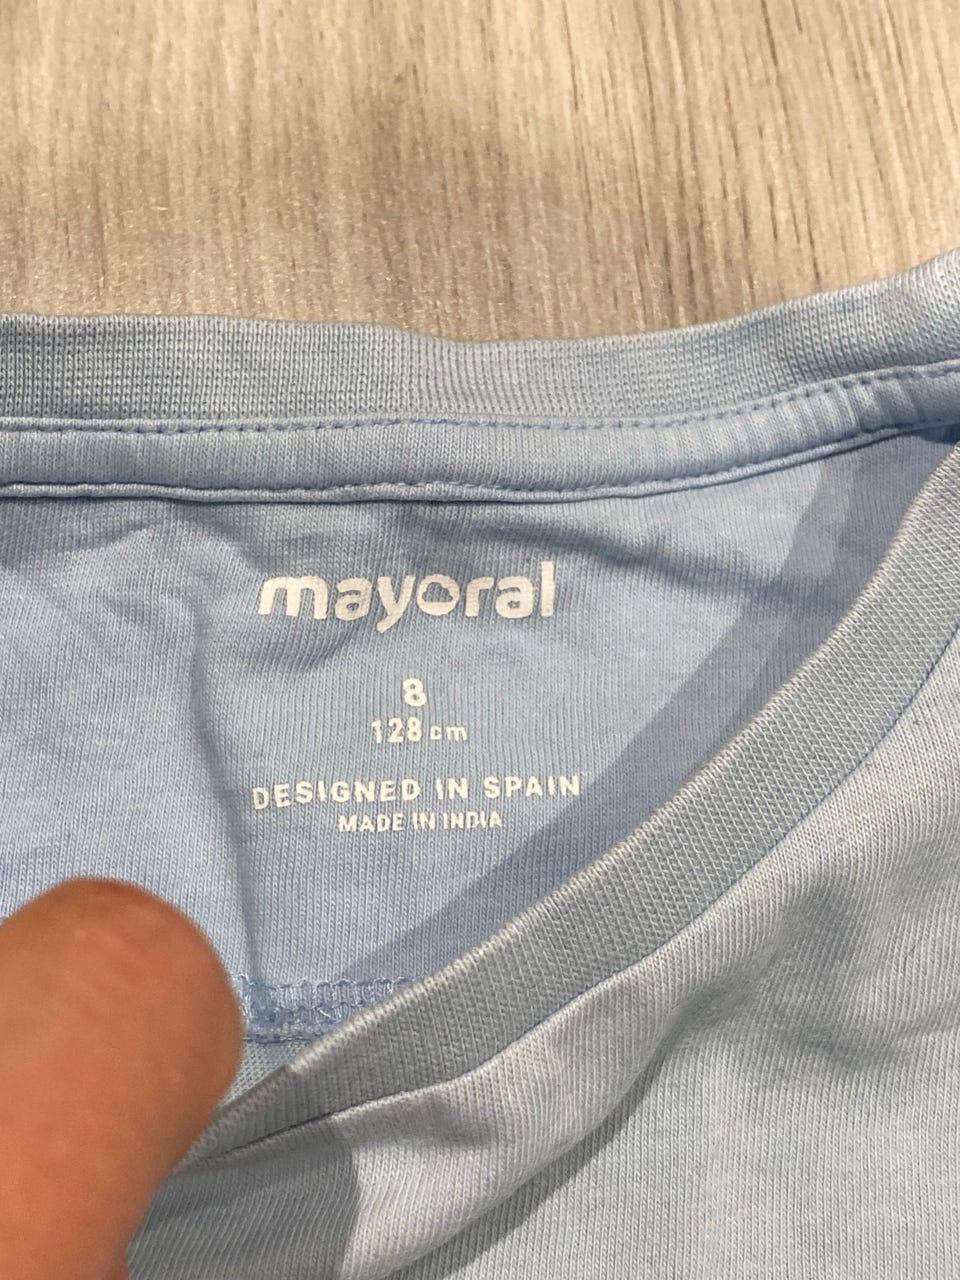 mayoral
8
128 cm
DESIGNED IN SPAIN
MADE IN INDIA